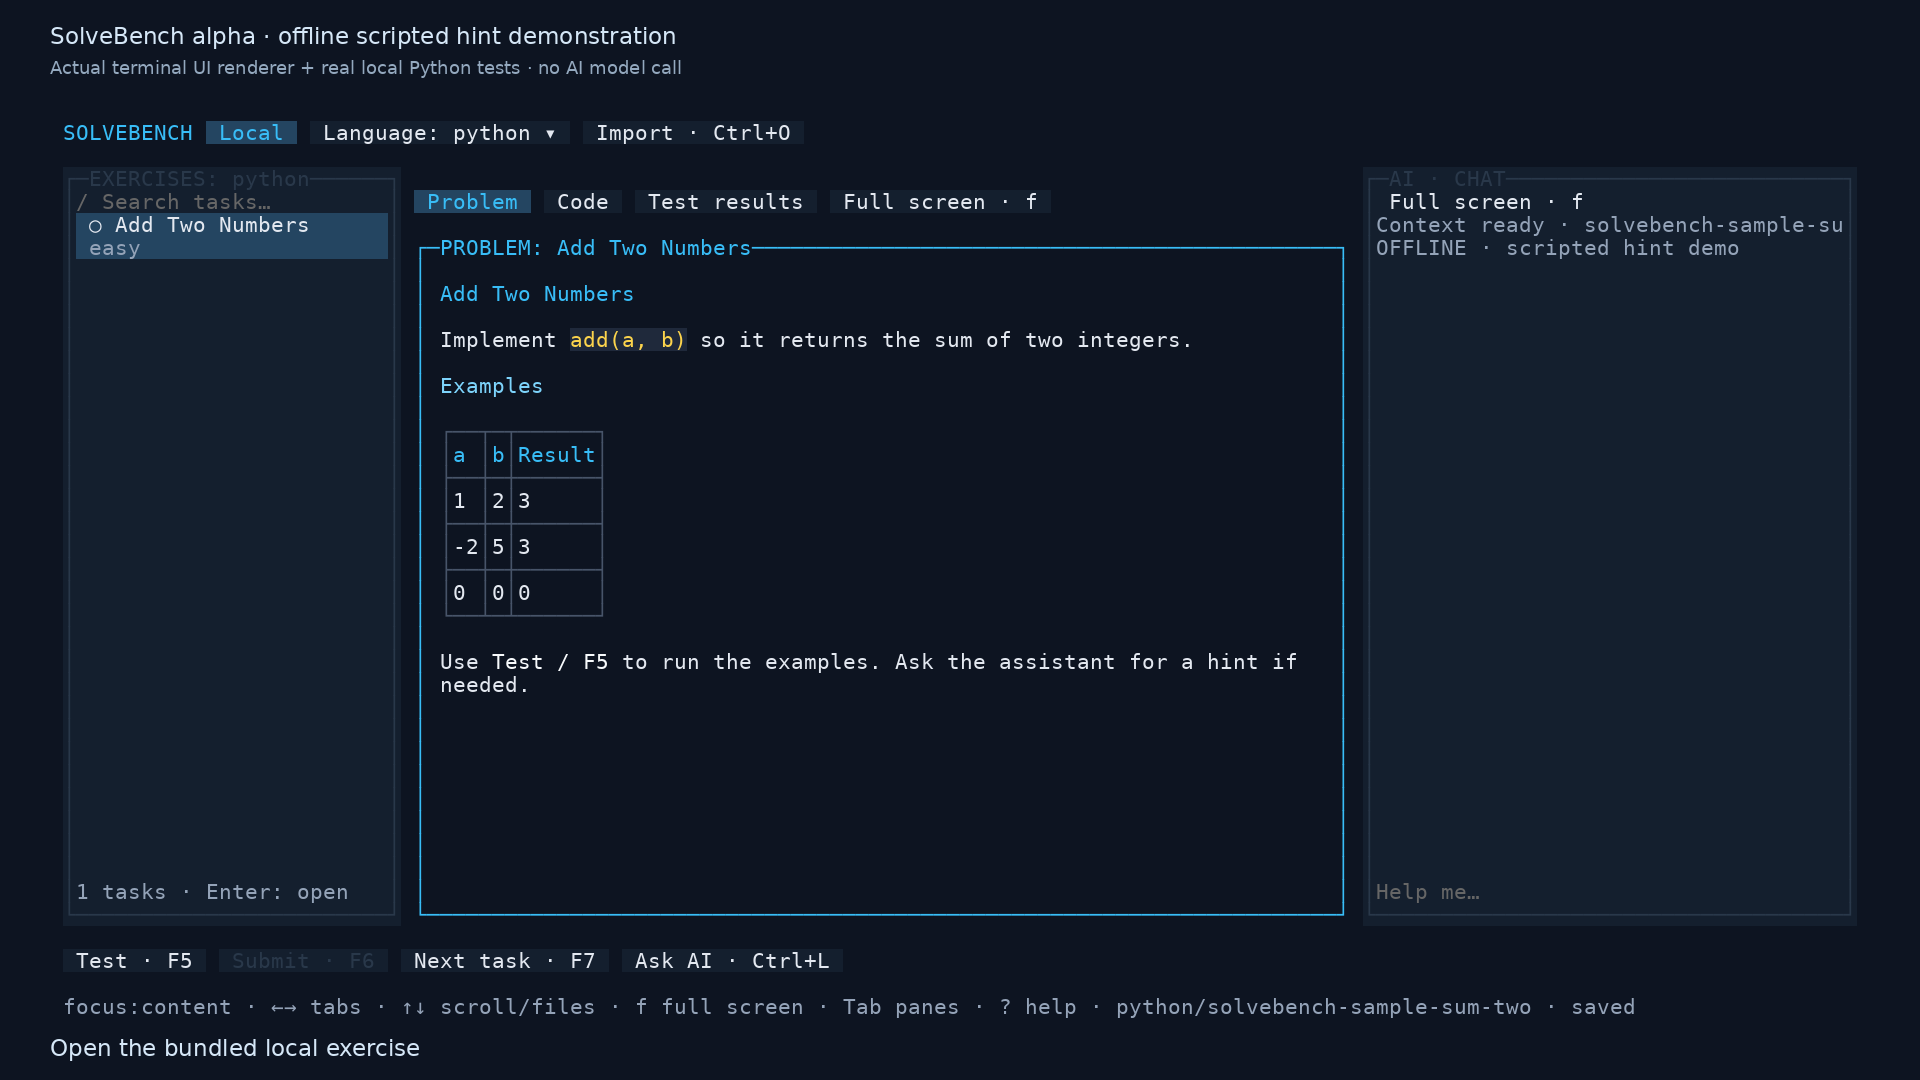 SolveBench alpha · offline scripted hint demonstration
Actual terminal UI renderer + real local Python tests · no AI model call
SOLVEBENCH Local Language: python ▾ Import · Ctrl+O
EXERCISES: python
/ Search tasks…
○ Add Two Numbers
easy
1 tasks · Enter: open
Problem Code Test results Full screen · f
PROBLEM: Add Two Numbers
Add Two Numbers
Implement add(a, b) so it returns the sum of two integers.
Examples
a b Result
1 2 3
-2 5 3
0 0 0
Use Test / F5 to run the examples. Ask the assistant for a hint if
needed.
AI · CHAT
Full screen · f
Context ready · solvebench-sample-su
OFFLINE · scripted hint demo
Help me…
Test · F5 Submit · F6 Next task · F7 Ask AI · Ctrl+L
focus:content · ←→ tabs · ↑↓ scroll/files · f full screen · Tab panes · ? help · python/solvebench-sample-sum-two · saved
Open the bundled local exercise